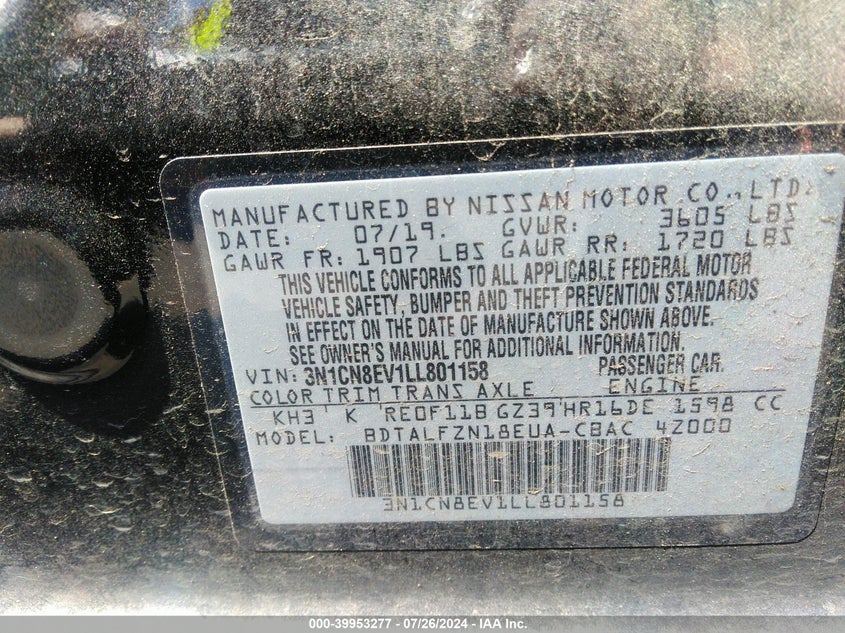 MANUFACTURED BY NISSAN MOTOR CO., LTD.
DATE: 07/19. GVWR: 3605 LBS
GAWR FR: 1907 LBS GAWR RR: 1720 LBS
THIS VEHICLE CONFORMS TO ALL APPLICABLE FEDERAL MOTOR
VEHICLE SAFETY, BUMPER AND THEFT PREVENTION STANDARDS
IN EFFECT ON THE DATE OF MANUFACTURE SHOWN ABOVE.
SEE OWNER'S MANUAL FOR ADDITIONAL INFORMATION.
VIN: 3N1CN8EV1LL801158 PASSENGER CAR.
COLOR TRIM TRANS AXLE ENGINE
KH3 K RE0F11B GZ39 HR16DE 1598 CC
MODEL: BDTALFZN18EUA-CBAC 4Z000
3N1CN8EV1LL801158
000-39953277 - 07/26/2024 - IAA Inc.